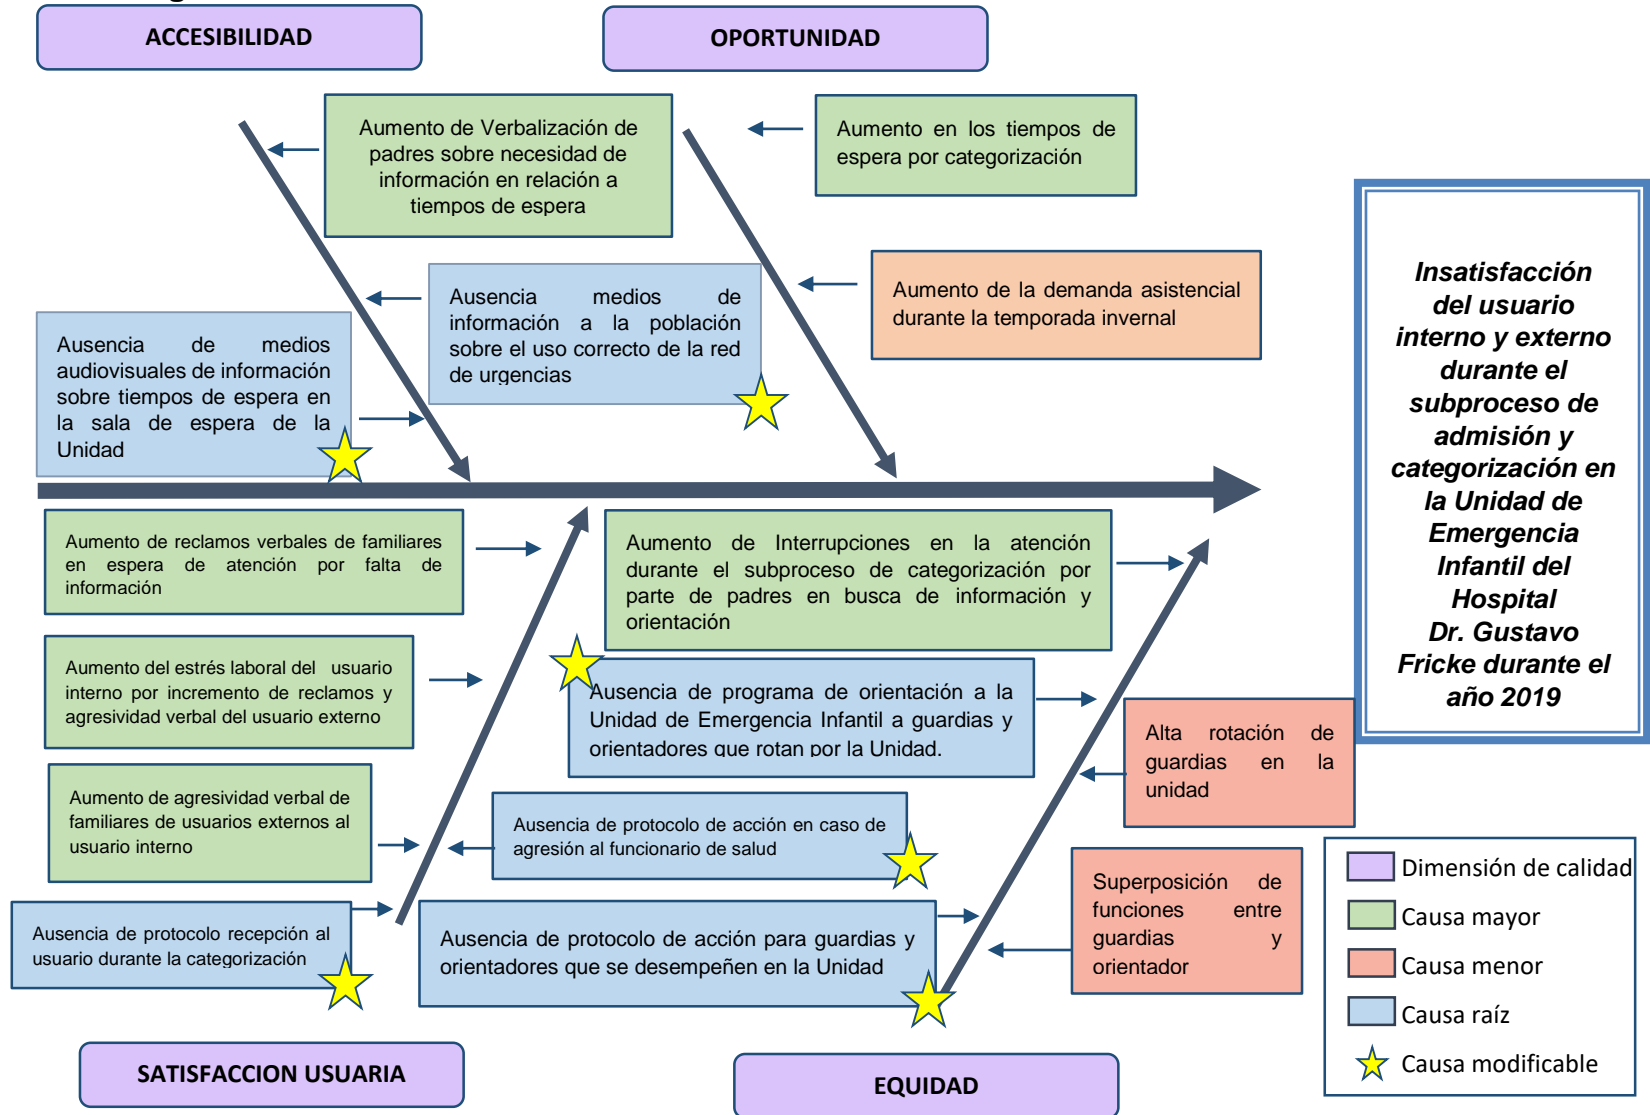 ACCESIBILIDAD
OPORTUNIDAD
Aumento de Verbalización de
padres sobre necesidad de
información en relación a
tiempos de espera
Aumento en los tiempos de
espera por categorización
Ausencia medios de
información a la población
sobre el uso correcto de la red
de urgencias
Aumento de la demanda asistencial
durante la temporada invernal
Ausencia de medios
audiovisuales de información
sobre tiempos de espera en
la sala de espera de la
Unidad
Insatisfacción
del usuario
interno y externo
durante el
subproceso de
admisión y
categorización en
la Unidad de
Emergencia
Infantil del
Hospital
Dr. Gustavo
Fricke durante el
año 2019
Aumento de reclamos verbales de familiares
en espera de atención por falta de
información
Aumento de Interrupciones en la atención
durante el subproceso de categorización por
parte de padres en busca de información y
orientación
Aumento del estrés laboral del usuario
interno por incremento de reclamos y
agresividad verbal del usuario externo
Ausencia de programa de orientación a la
Unidad de Emergencia Infantil a guardias y
orientadores que rotan por la Unidad.
Alta rotación de
guardias en la
unidad
Aumento de agresividad verbal de
familiares de usuarios externos al
usuario interno
Ausencia de protocolo de acción en caso de
agresión al funcionario de salud
Superposición de
funciones entre
guardias y
orientador
Ausencia de protocolo recepción al
usuario durante la categorización
Ausencia de protocolo de acción para guardias y
orientadores que se desempeñen en la Unidad
Dimensión de calidad
Causa mayor
Causa menor
Causa raíz
Causa modificable
SATISFACCION USUARIA
EQUIDAD